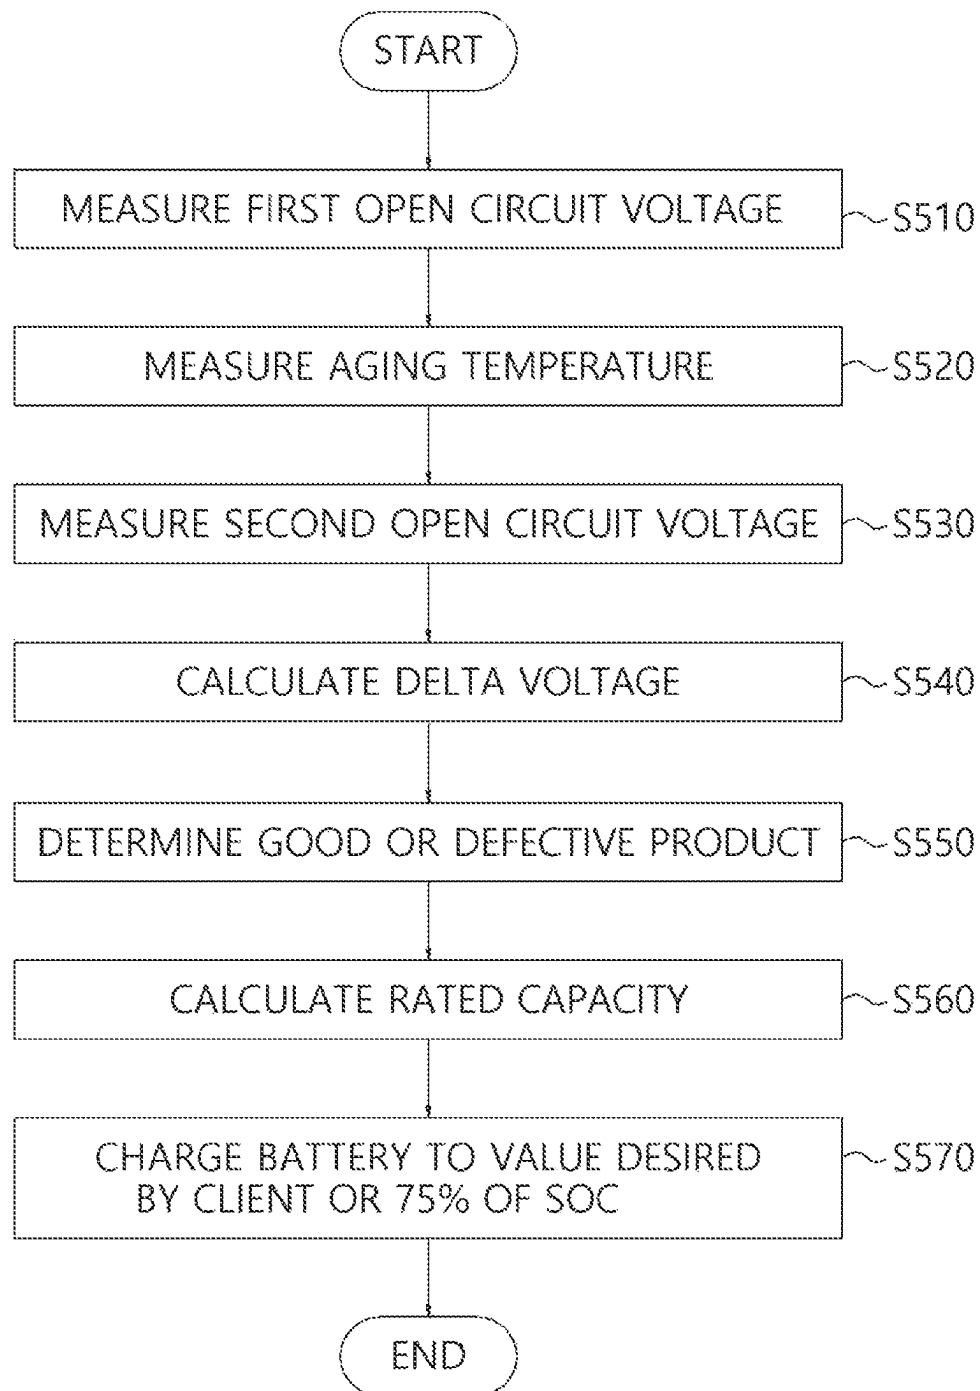 START
MEASURE FIRST OPEN CIRCUIT VOLTAGE
S510
MEASURE AGING TEMPERATURE
S520
MEASURE SECOND OPEN CIRCUIT VOLTAGE
S530
CALCULATE DELTA VOLTAGE
S540
DETERMINE GOOD OR DEFECTIVE PRODUCT
S550
CALCULATE RATED CAPACITY
S560
CHARGE BATTERY TO VALUE DESIRED
BY CLIENT OR 75% OF SOC
S570
END